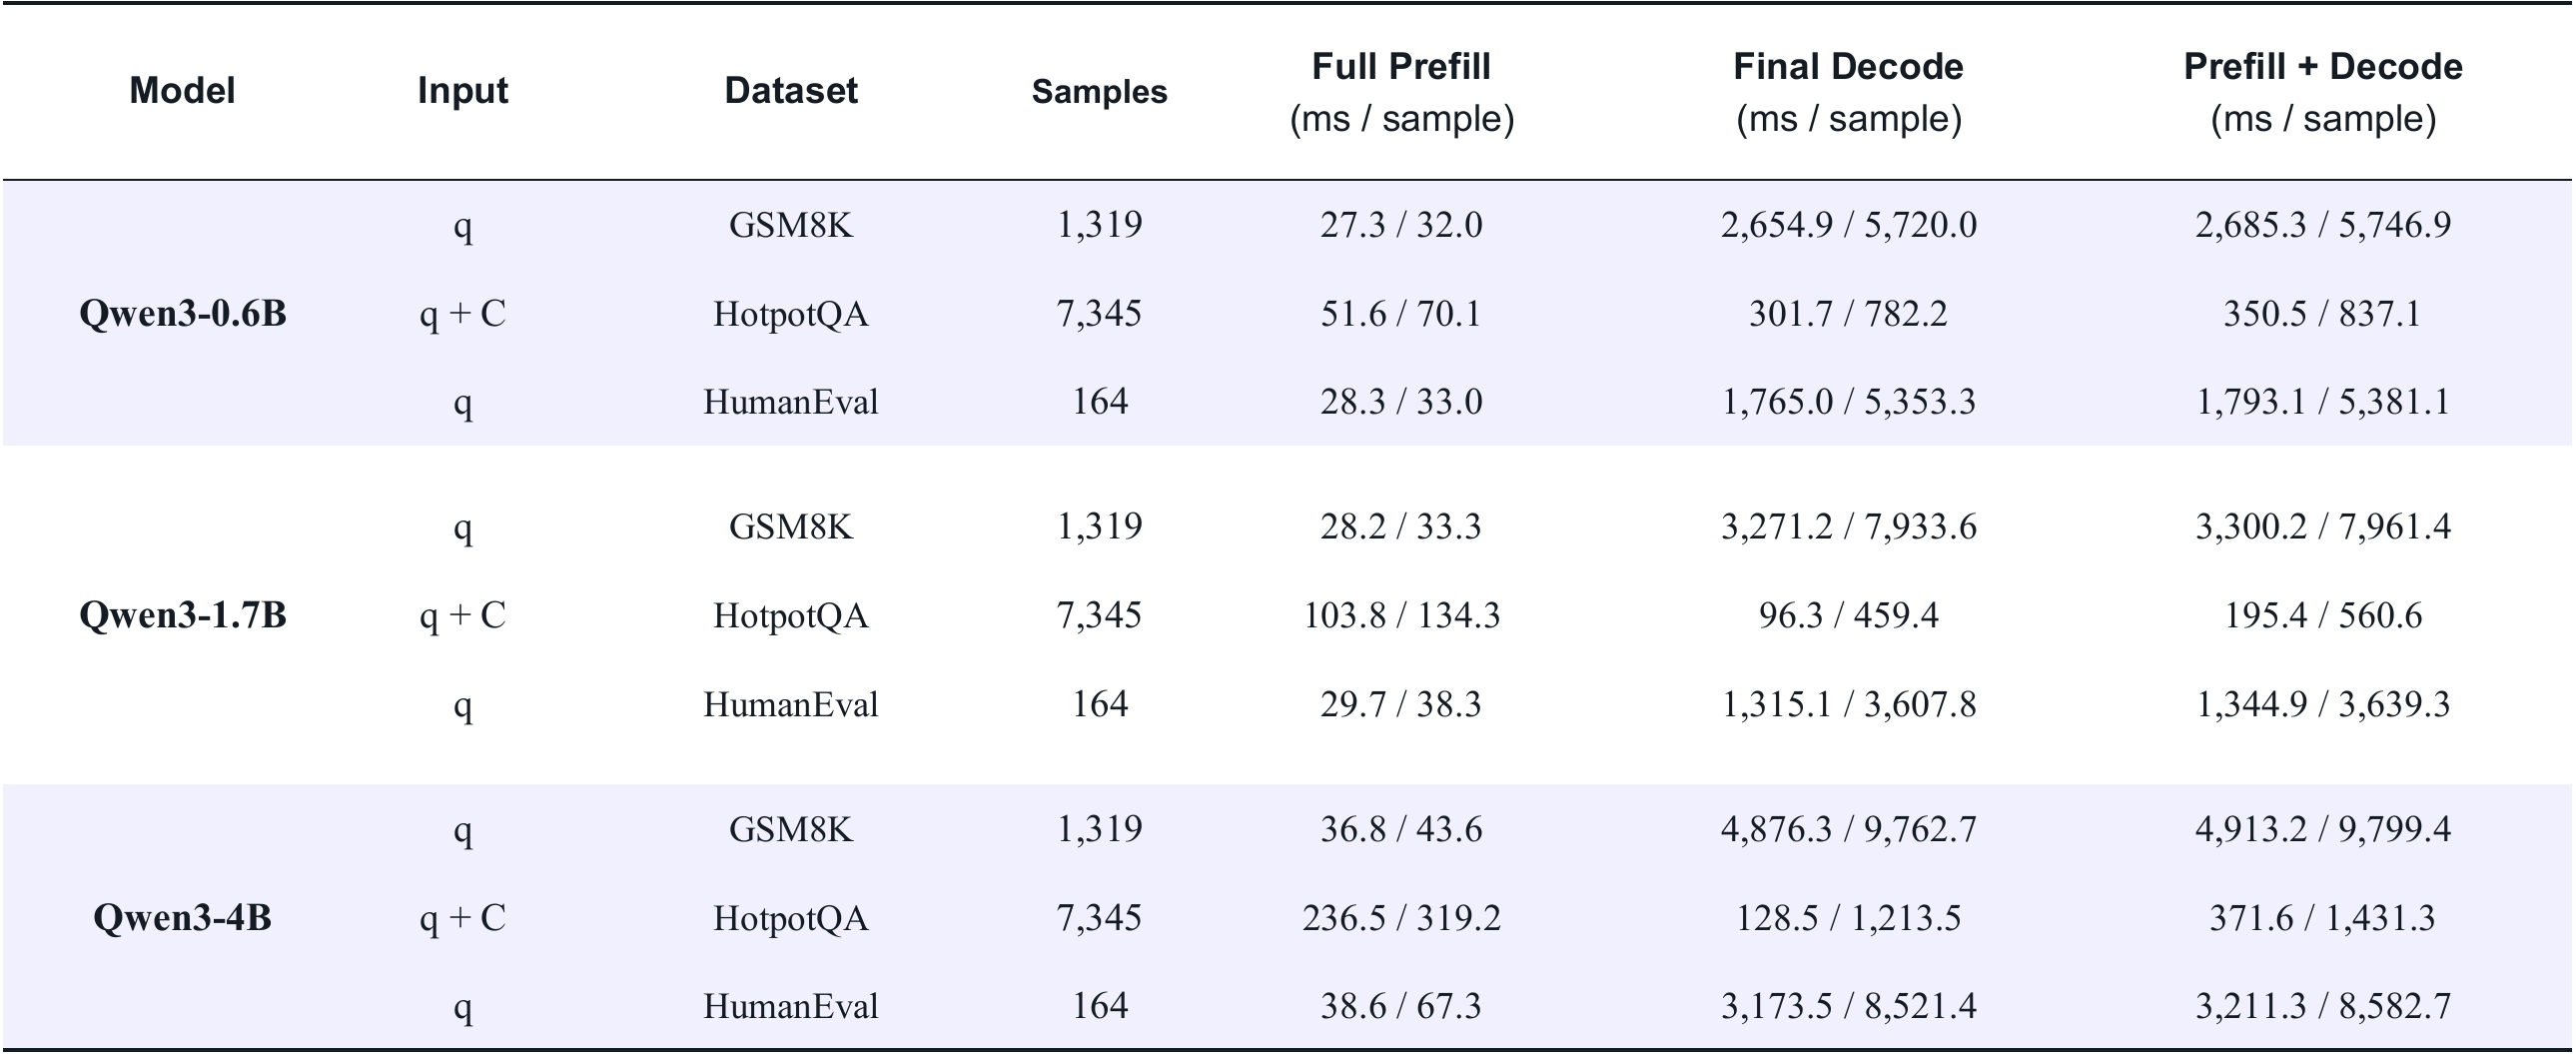 Model Input Dataset Samples Full Prefill (ms / sample) Final Decode (ms / sample) Prefill + Decode (ms / sample)
q GSM8K 1,319 27.3 / 32.0 2,654.9 / 5,720.0 2,685.3 / 5,746.9
Qwen3-0.6B q + C HotpotQA 7,345 51.6 / 70.1 301.7 / 782.2 350.5 / 837.1
q HumanEval 164 28.3 / 33.0 1,765.0 / 5,353.3 1,793.1 / 5,381.1
q GSM8K 1,319 28.2 / 33.3 3,271.2 / 7,933.6 3,300.2 / 7,961.4
Qwen3-1.7B q + C HotpotQA 7,345 103.8 / 134.3 96.3 / 459.4 195.4 / 560.6
q HumanEval 164 29.7 / 38.3 1,315.1 / 3,607.8 1,344.9 / 3,639.3
q GSM8K 1,319 36.8 / 43.6 4,876.3 / 9,762.7 4,913.2 / 9,799.4
Qwen3-4B q + C HotpotQA 7,345 236.5 / 319.2 128.5 / 1,213.5 371.6 / 1,431.3
q HumanEval 164 38.6 / 67.3 3,173.5 / 8,521.4 3,211.3 / 8,582.7